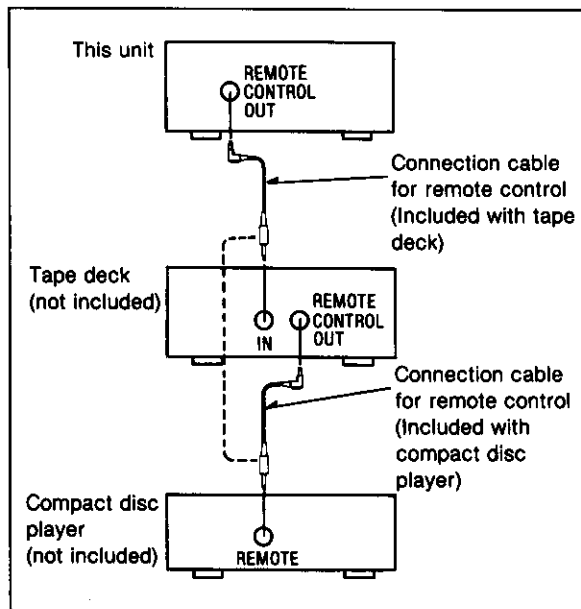 This unit
REMOTE
CONTROL
OUT
Connection cable
for remote control
(Included with tape
deck)
Tape deck
(not included)
IN
REMOTE
CONTROL
OUT
Connection cable
for remote control
(Included with
compact disc
player)
Compact disc
player
(not included)
REMOTE